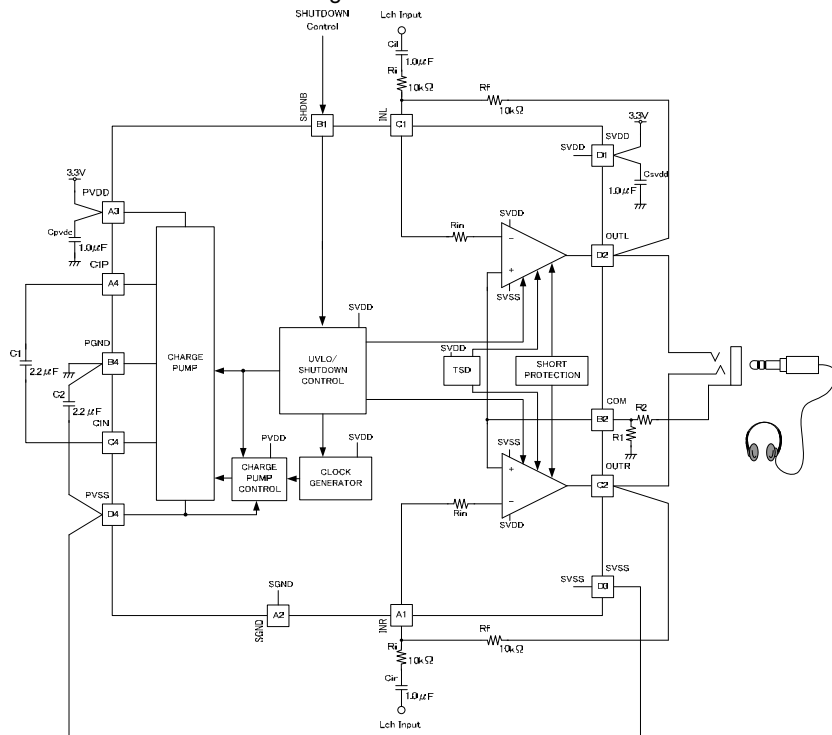 SHUTDOWN
Control
Lch Input
Cil
1.0μF
Ri
10kΩ
Rf
10kΩ
SHDNB
B1
INL
C1
SVDD
3.3V
SVDD
D1
Csvdd
1.0μF
3.3V
PVDD
A3
Cpvdd
1.0μF
C1P
A4
Rin
SVDD
−
+
SVSS
OUTL
D2
CHARGE
PUMP
SVDD
UVLO/
SHUTDOWN
CONTROL
SVDD
TSD
SHORT
PROTECTION
PGND
B4
C1
2.2μF
C2
2.2μF
C1N
C4
COM
B2
R2
R1
OUTR
C2
PVDD
CHARGE
PUMP
CONTROL
SVDD
CLOCK
GENERATOR
SVSS
+
−
SVDD
Rin
PVSS
D4
SVSS
SVSS
D3
SGND
A2
SGND
INR
A1
Ri
10kΩ
Rf
10kΩ
Cir
1.0μF
Lch Input